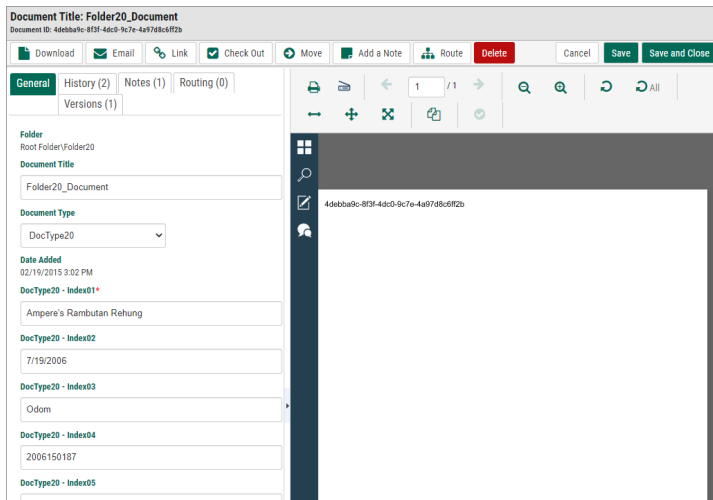 Document Title: Folder20_Document
Document ID: 4debba9c-8f3f-4dc0-9c7e-4a97d8c6ff2b
Download Email Link Check Out Move Add a Note Route Delete Cancel Save Save and Close
General History (2) Notes (1) Routing (0)
Versions (1)
1 / 1 All
Folder
Root Folder\Folder20
Document Title
Folder20_Document
Document Type
DocType20
Date Added
02/19/2015 3:02 PM
DocType20 - Index01*
Ampere's Rambutan Rehung
DocType20 - Index02
7/19/2006
DocType20 - Index03
Odom
DocType20 - Index04
2006150187
DocType20 - Index05
4debba9c-8f3f-4dc0-9c7e-4a97d8c6ff2b